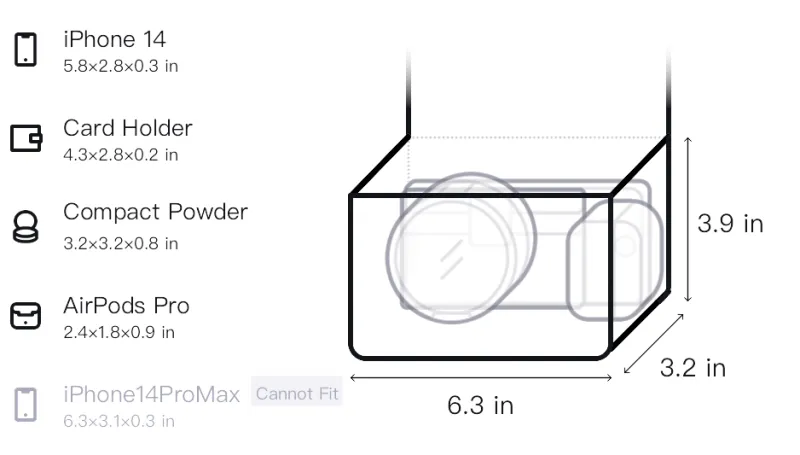 iPhone 14
5.8×2.8×0.3 in
Card Holder
4.3×2.8×0.2 in
Compact Powder
3.2×3.2×0.8 in
AirPods Pro
2.4×1.8×0.9 in
iPhone14ProMax Cannot Fit
6.3×3.1×0.3 in
3.9 in
3.2 in
6.3 in